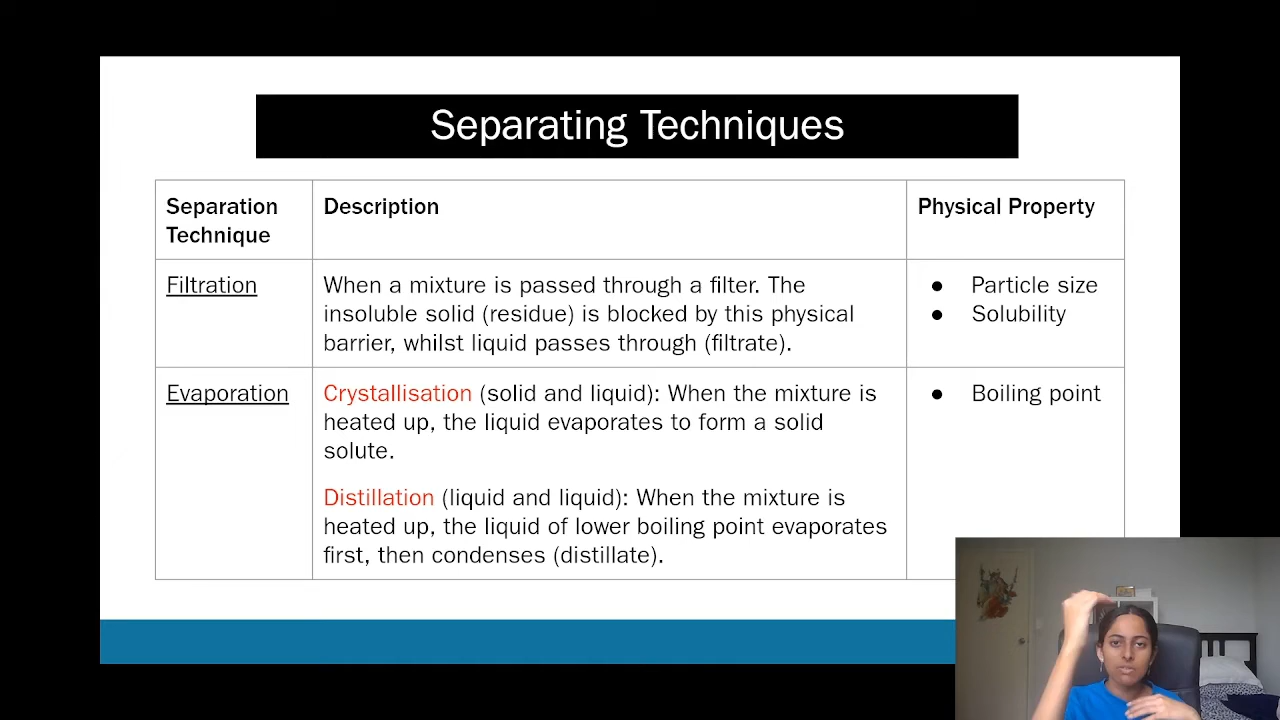 Separating Techniques
Separation
Technique
Description
Physical Property
Filtration
When a mixture is passed through a filter. The
insoluble solid (residue) is blocked by this physical
barrier, whilst liquid passes through (filtrate).
● Particle size
● Solubility
Evaporation
Crystallisation (solid and liquid): When the mixture is
heated up, the liquid evaporates to form a solid
solute.
Distillation (liquid and liquid): When the mixture is
heated up, the liquid of lower boiling point evaporates
first, then condenses (distillate).
● Boiling point